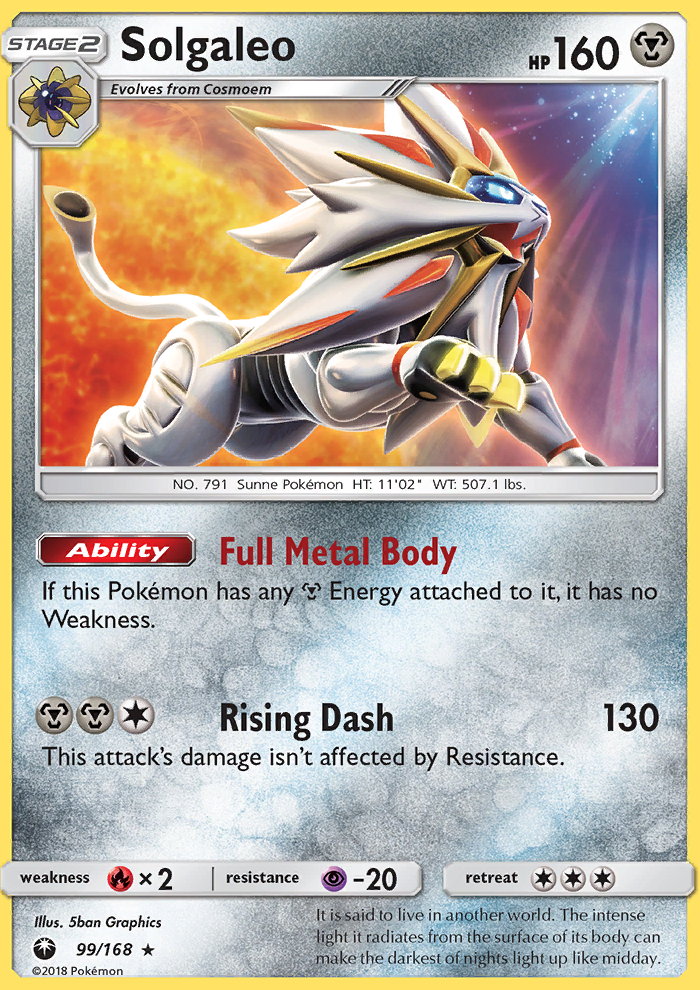 STAGE 2
Solgaleo
HP 160
Evolves from Cosmoem
NO. 791 Sunne Pokémon HT: 11'02" WT: 507.1 lbs.
Ability Full Metal Body
If this Pokémon has any Energy attached to it, it has no
Weakness.
Rising Dash 130
This attack's damage isn't affected by Resistance.
weakness ×2 resistance -20 retreat
Illus. 5ban Graphics
99/168 ★
©2018 Pokémon
It is said to live in another world. The intense
light it radiates from the surface of its body can
make the darkest of nights light up like midday.